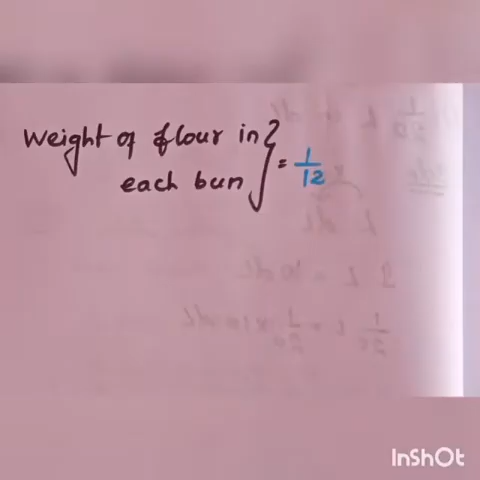 Weight of flour in
each bun } = 1/12
InShOt